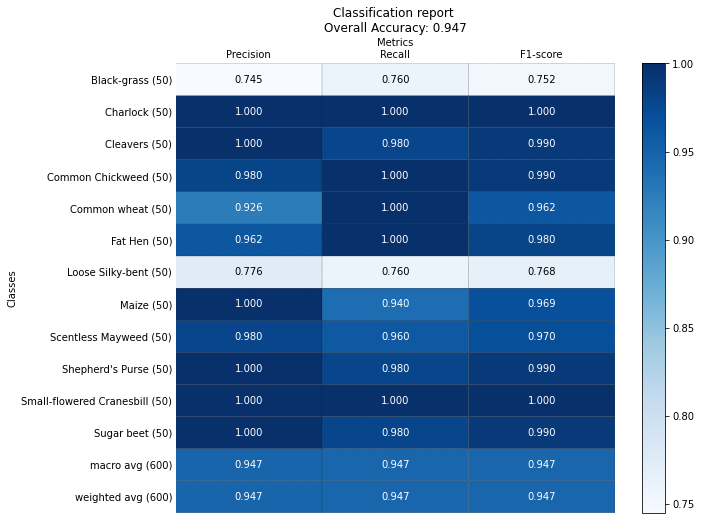 Classification report
Overall Accuracy: 0.947
Metrics
Precision Recall F1-score
Classes
Black-grass (50) 0.745 0.760 0.752
Charlock (50) 1.000 1.000 1.000
Cleavers (50) 1.000 0.980 0.990
Common Chickweed (50) 0.980 1.000 0.990
Common wheat (50) 0.926 1.000 0.962
Fat Hen (50) 0.962 1.000 0.980
Loose Silky-bent (50) 0.776 0.760 0.768
Maize (50) 1.000 0.940 0.969
Scentless Mayweed (50) 0.980 0.960 0.970
Shepherd's Purse (50) 1.000 0.980 0.990
Small-flowered Cranesbill (50) 1.000 1.000 1.000
Sugar beet (50) 1.000 0.980 0.990
macro avg (600) 0.947 0.947 0.947
weighted avg (600) 0.947 0.947 0.947
1.00
0.95
0.90
0.85
0.80
0.75